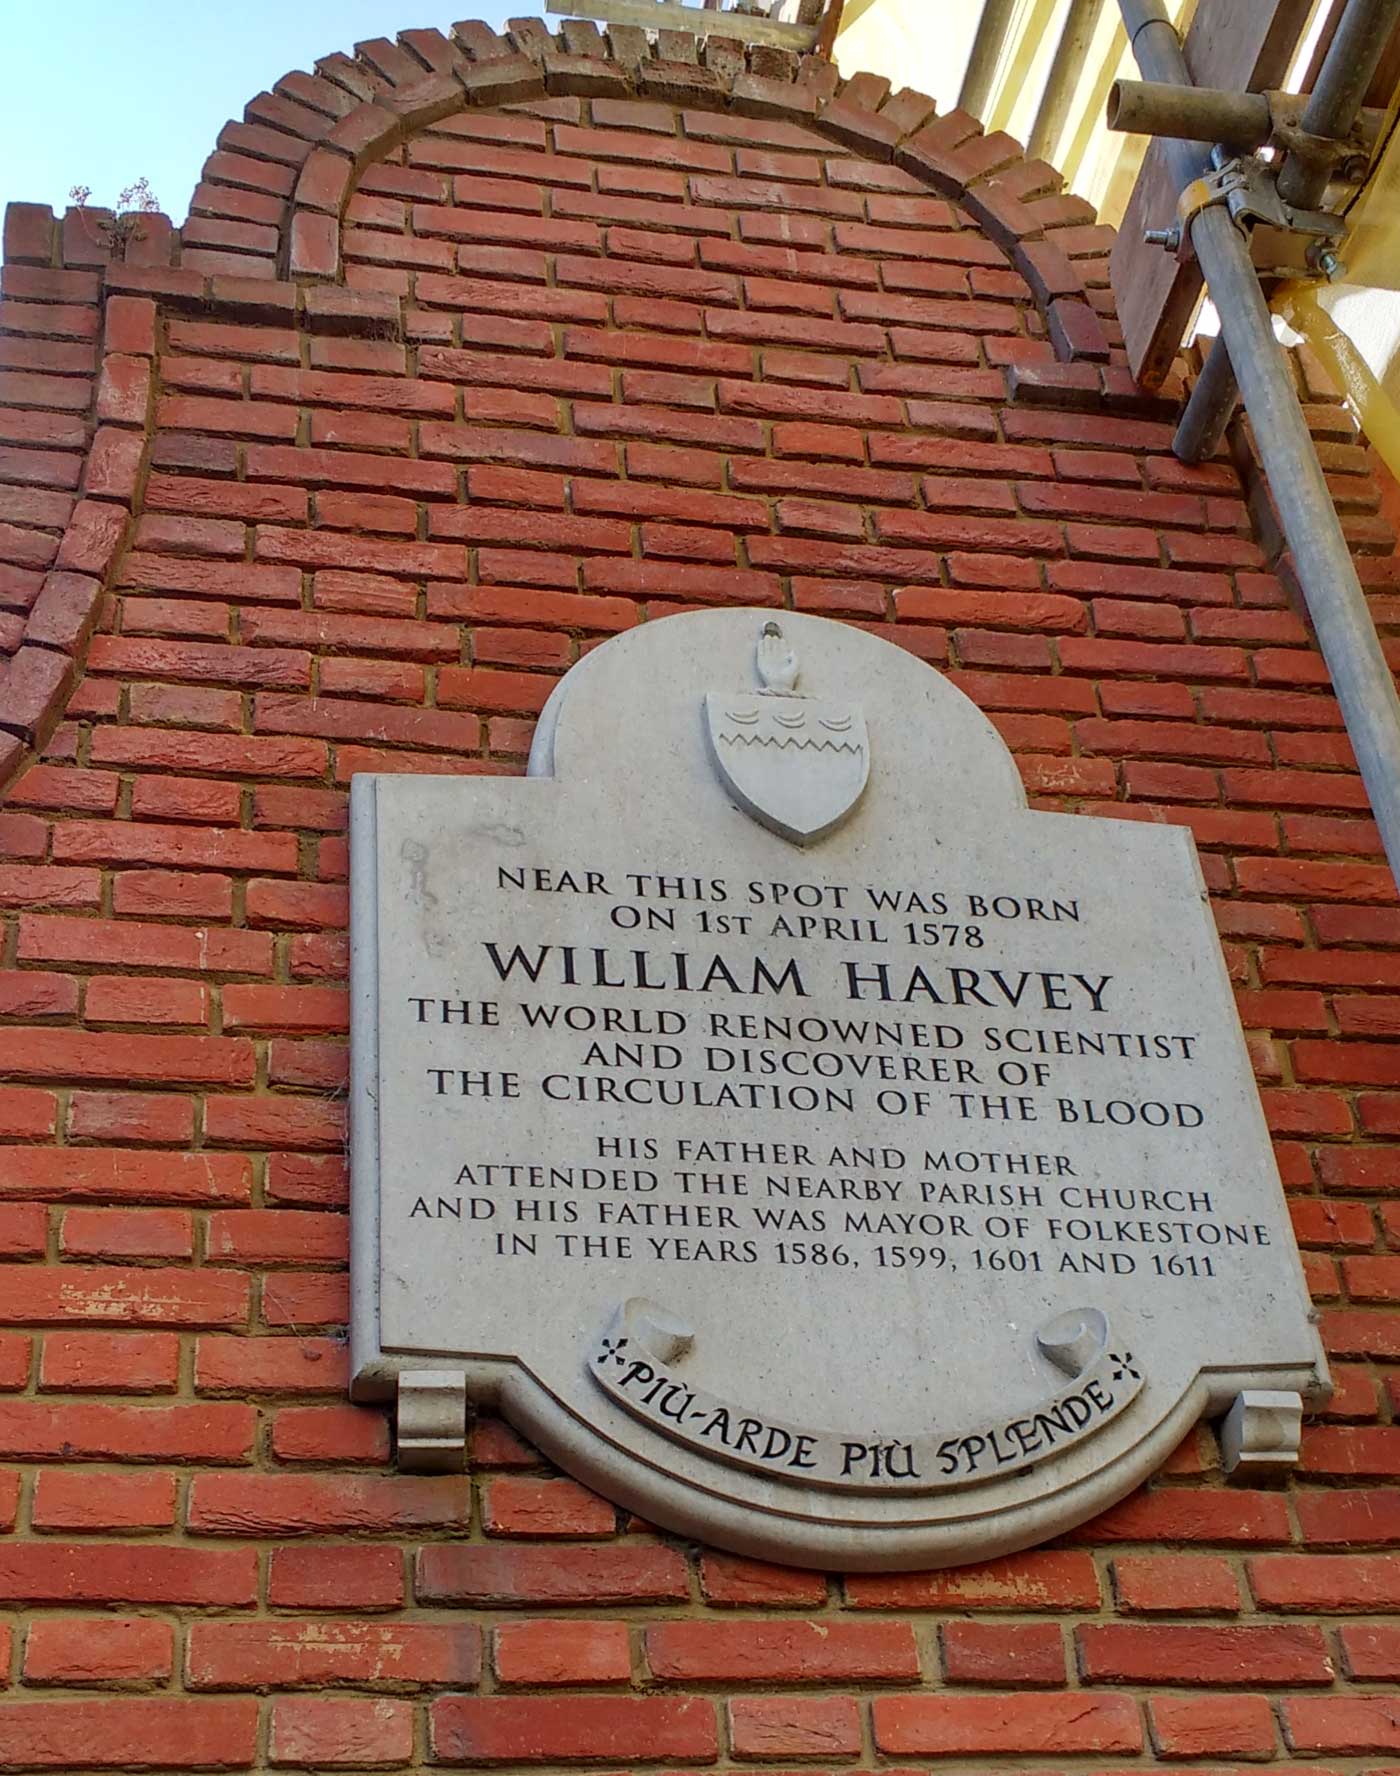 NEAR THIS SPOT WAS BORN
ON 1ST APRIL 1578
WILLIAM HARVEY
THE WORLD RENOWNED SCIENTIST
AND DISCOVERER OF
THE CIRCULATION OF THE BLOOD
HIS FATHER AND MOTHER
ATTENDED THE NEARBY PARISH CHURCH
AND HIS FATHER WAS MAYOR OF FOLKESTONE
IN THE YEARS 1586, 1599, 1601 AND 1611
PIÙ-ARDE PIÙ SPLENDE